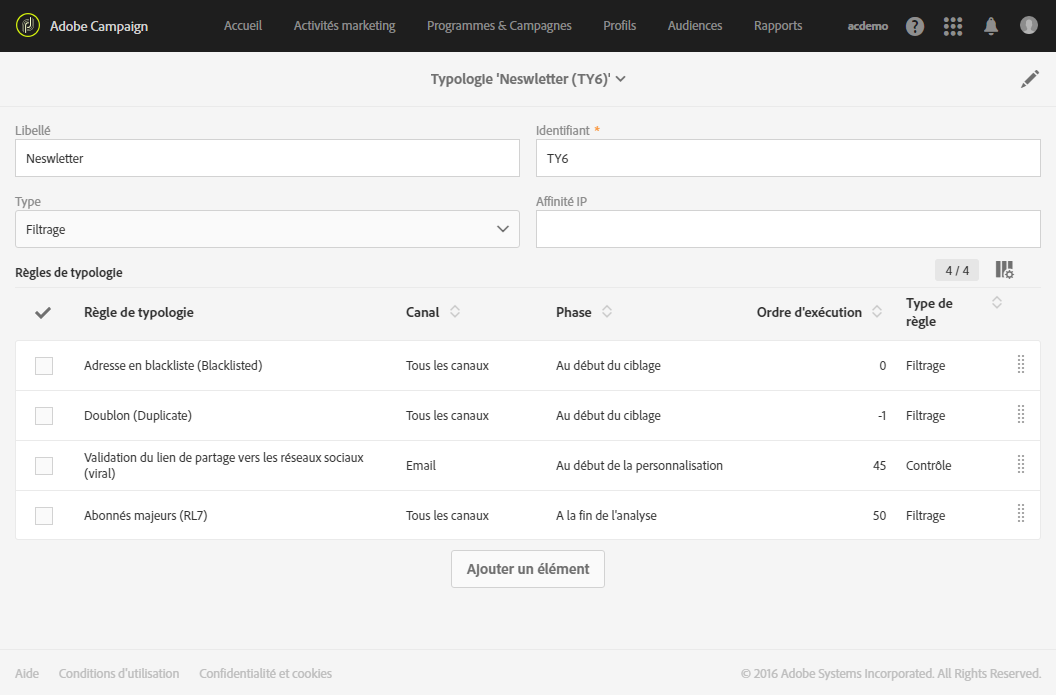 Adobe Campaign Accueil Activités marketing Programmes & Campagnes Profils Audiences Rapports acdemo ?
Typologie 'Neswletter (TY6)'
Libellé Identifiant *
Neswletter TY6
Type Affinité IP
Filtrage
Règles de typologie 4 / 4
Règle de typologie Canal Phase Ordre d'exécution Type de
règle
Adresse en blackliste (Blacklisted) Tous les canaux Au début du ciblage 0 Filtrage
Doublon (Duplicate) Tous les canaux Au début du ciblage -1 Filtrage
Validation du lien de partage vers les réseaux sociaux
(viral) Email Au début de la personnalisation 45 Contrôle
Abonnés majeurs (RL7) Tous les canaux A la fin de l'analyse 50 Filtrage
Ajouter un élément
Aide Conditions d'utilisation Confidentialité et cookies © 2016 Adobe Systems Incorporated. All Rights Reserved.